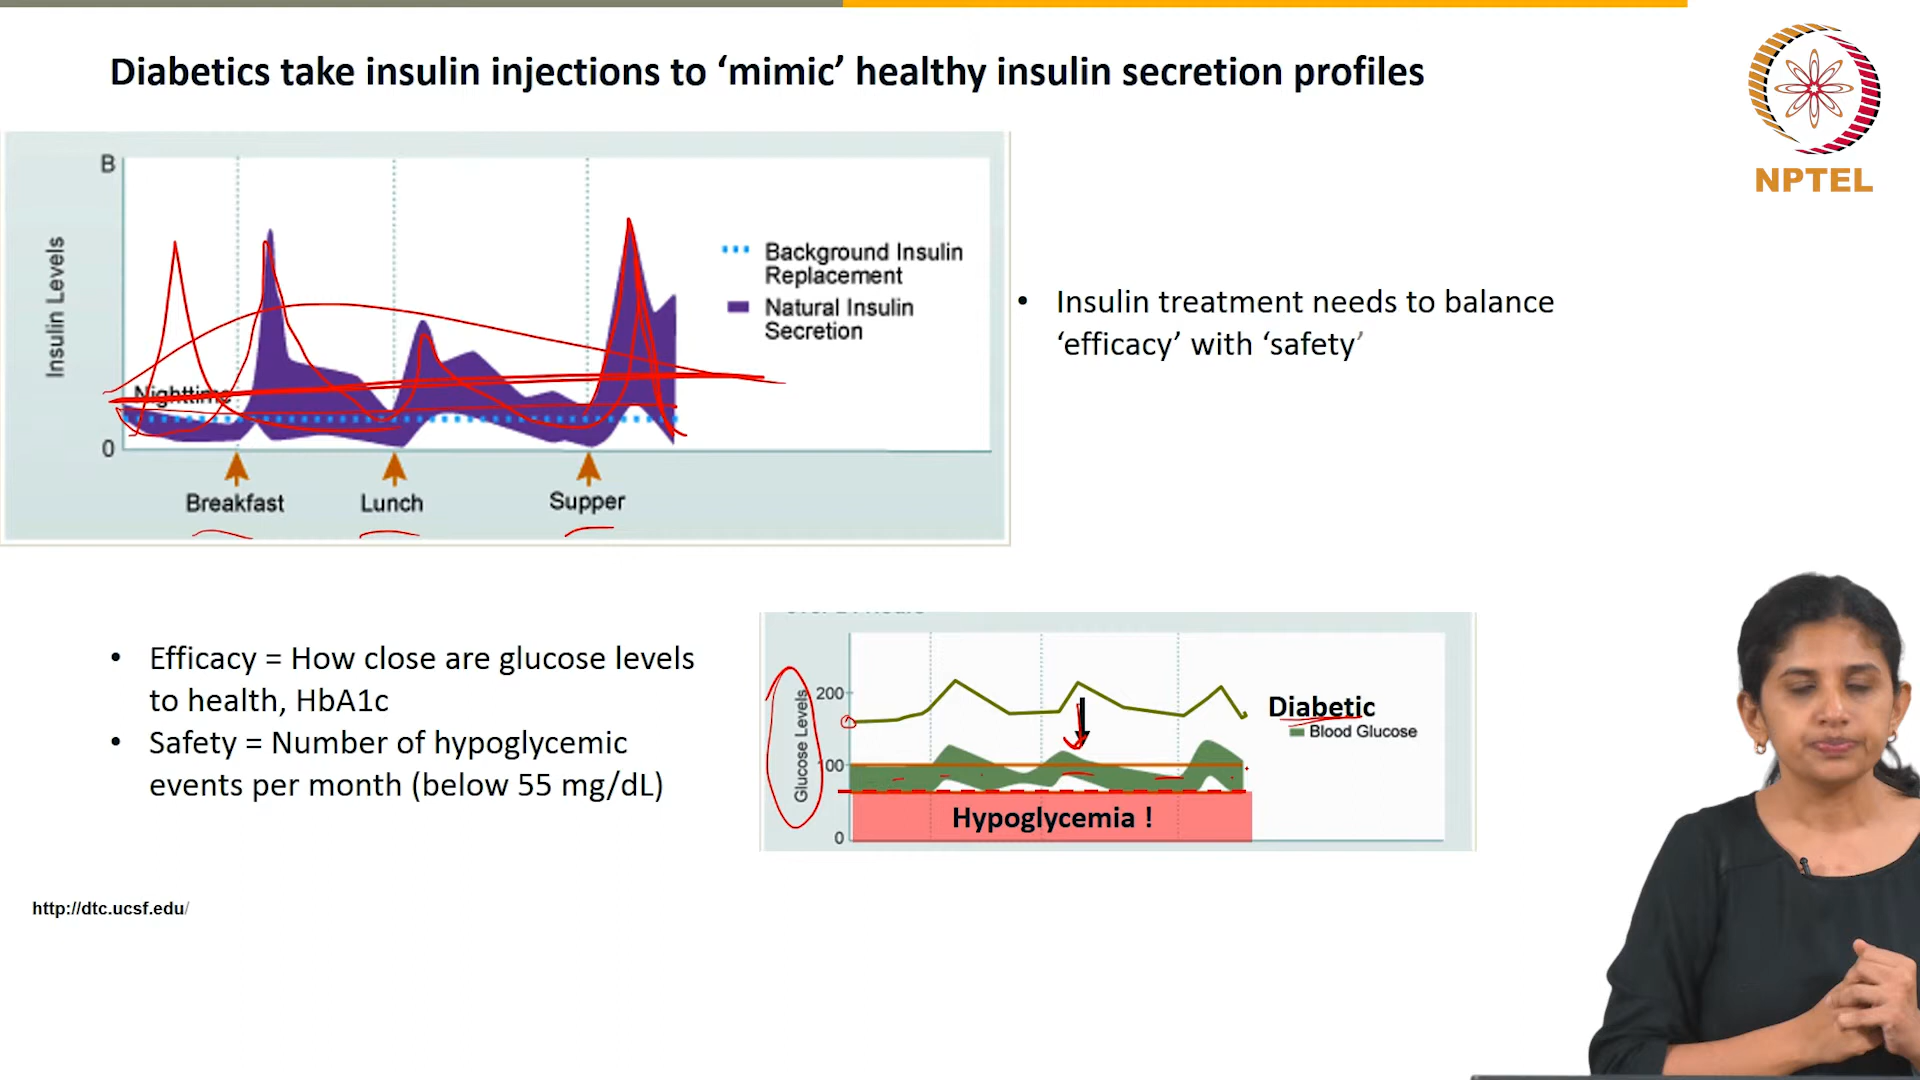 Diabetics take insulin injections to ‘mimic’ healthy insulin secretion profiles
NPTEL
B
Insulin Levels
Background Insulin
Replacement
Natural Insulin
Secretion
Nighttime
0
Breakfast
Lunch
Supper
• Insulin treatment needs to balance
‘efficacy’ with ‘safety’
• Efficacy = How close are glucose levels
to health, HbA1c
• Safety = Number of hypoglycemic
events per month (below 55 mg/dL)
Glucose Levels
200
100
0
Diabetic
Blood Glucose
Hypoglycemia !
http://dtc.ucsf.edu/